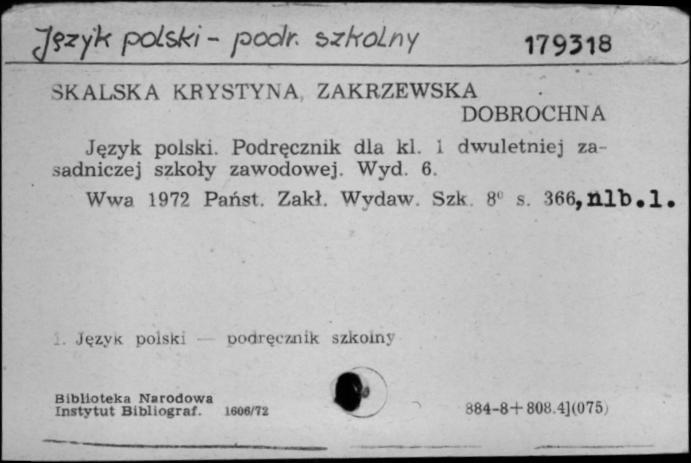 Język polski - podr. szkolny 179318
SKALSKA KRYSTYNA, ZAKRZEWSKA
DOBROCHNA
Język polski. Podręcznik dla kl. 1 dwuletniej za-
sadniczej szkoły zawodowej. Wyd. 6.
Wwa 1972 Państ. Zakł. Wydaw. Szk. 8° s. 366, nlb.1.
1. Język polski — podręcznik szkolny
Biblioteka Narodowa
Instytut Bibliograf. 1606/72 884-8+808.4](075)